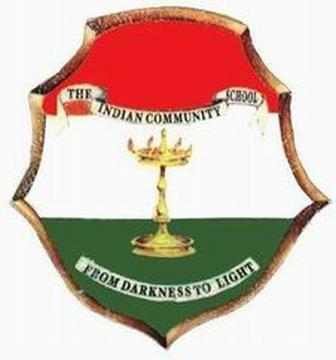 THE INDIAN COMMUNITY SCHOOL
FROM DARKNESS TO LIGHT